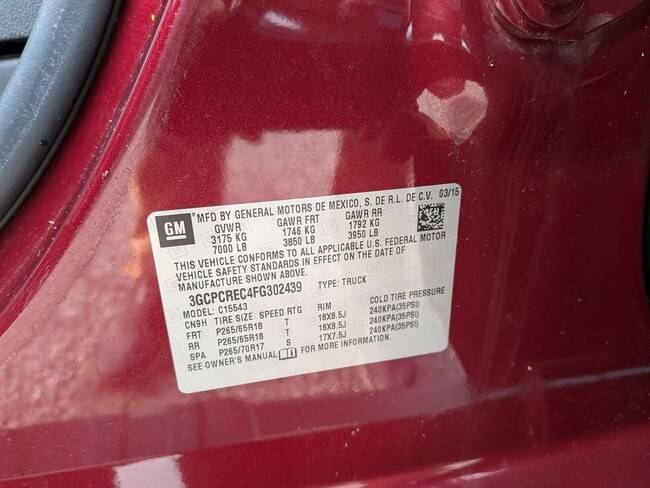 GM
MFD BY GENERAL MOTORS DE MEXICO, S. DE R.L. DE C.V. 03/15
GVWR GAWR FRT GAWR RR
3175 KG 1746 KG 1792 KG
7000 LB 3850 LB 3950 LB
THIS VEHICLE CONFORMS TO ALL APPLICABLE U.S. FEDERAL MOTOR
VEHICLE SAFETY STANDARDS IN EFFECT ON THE DATE OF
MANUFACTURE SHOWN ABOVE.
3GCPCREC4FG302439 TYPE: TRUCK
MODEL: C15543
CN9H TIRE SIZE SPEED RTG RIM COLD TIRE PRESSURE
FRT P265/65R18 T 18X8.5J 240KPA(35PSI)
RR P265/65R18 T 18X8.5J 240KPA(35PSI)
SPA P265/70R17 S 17X7.5J 240KPA(35PSI)
SEE OWNER'S MANUAL FOR MORE INFORMATION.